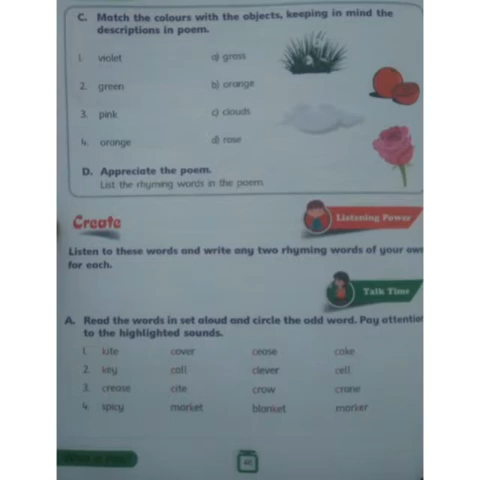 C. Match the colours with the objects, keeping in mind the
descriptions in poem.
1. violet a) grass
2. green b) orange
3. pink c) clouds
4. orange d) rose
D. Appreciate the poem.
List the rhyming words in the poem.
Create
Listening Power
Listen to these words and write any two rhyming words of your own
for each.
Talk Time
A. Read the words in set aloud and circle the odd word. Pay attention
to the highlighted sounds.
1. kite cover cease cake
2. key call clever cell
3. crease cite crow crane
4. spicy market blanket marker